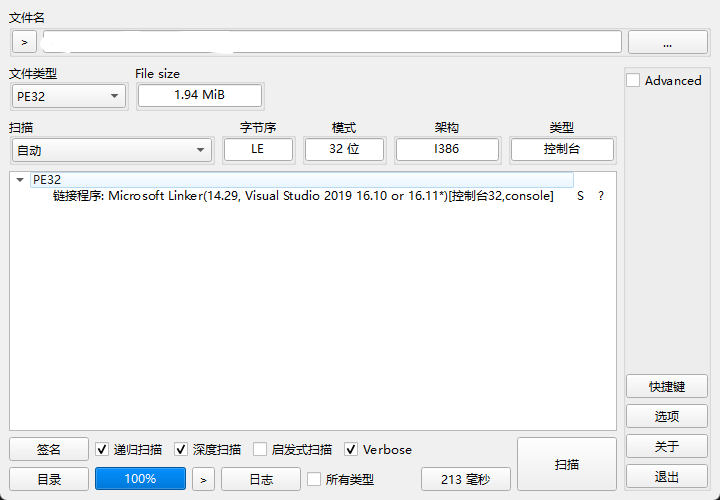 文件名
> ...
文件类型 File size
PE32 1.94 MiB
Advanced
扫描 字节序 模式 架构 类型
自动 LE 32 位 I386 控制台
PE32
链接程序: Microsoft Linker(14.29, Visual Studio 2019 16.10 or 16.11*)[控制台32,console] S ?
快捷键
选项
签名 递归扫描 深度扫描 启发式扫描 Verbose 扫描 关于
目录 100% > 日志 所有类型 213 毫秒 退出